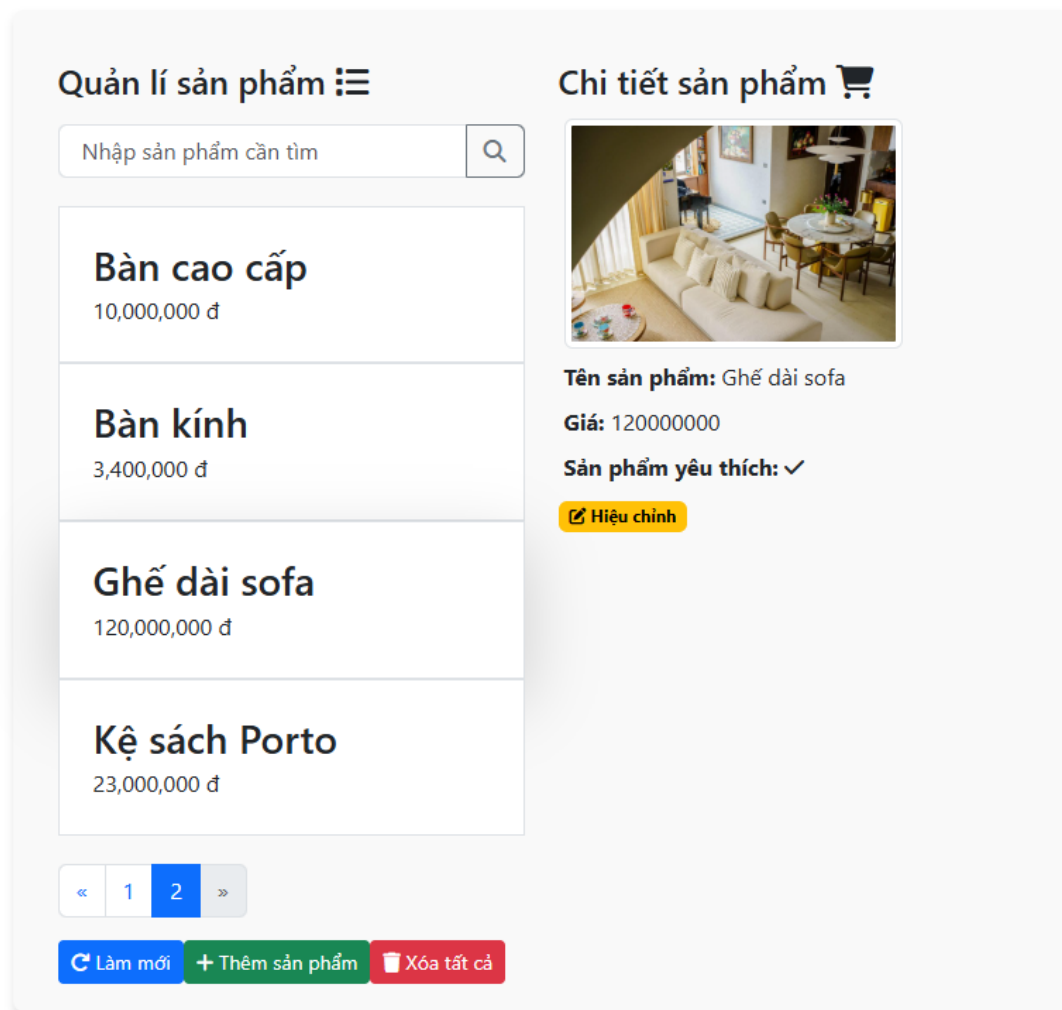 Quản lí sản phẩm
Nhập sản phẩm cần tìm
Bàn cao cấp
10,000,000 đ
Bàn kính
3,400,000 đ
Ghế dài sofa
120,000,000 đ
Kệ sách Porto
23,000,000 đ
« 1 2 »
Làm mới Thêm sản phẩm Xóa tất cả
Chi tiết sản phẩm
Tên sản phẩm: Ghế dài sofa
Giá: 120000000
Sản phẩm yêu thích:
Hiệu chỉnh